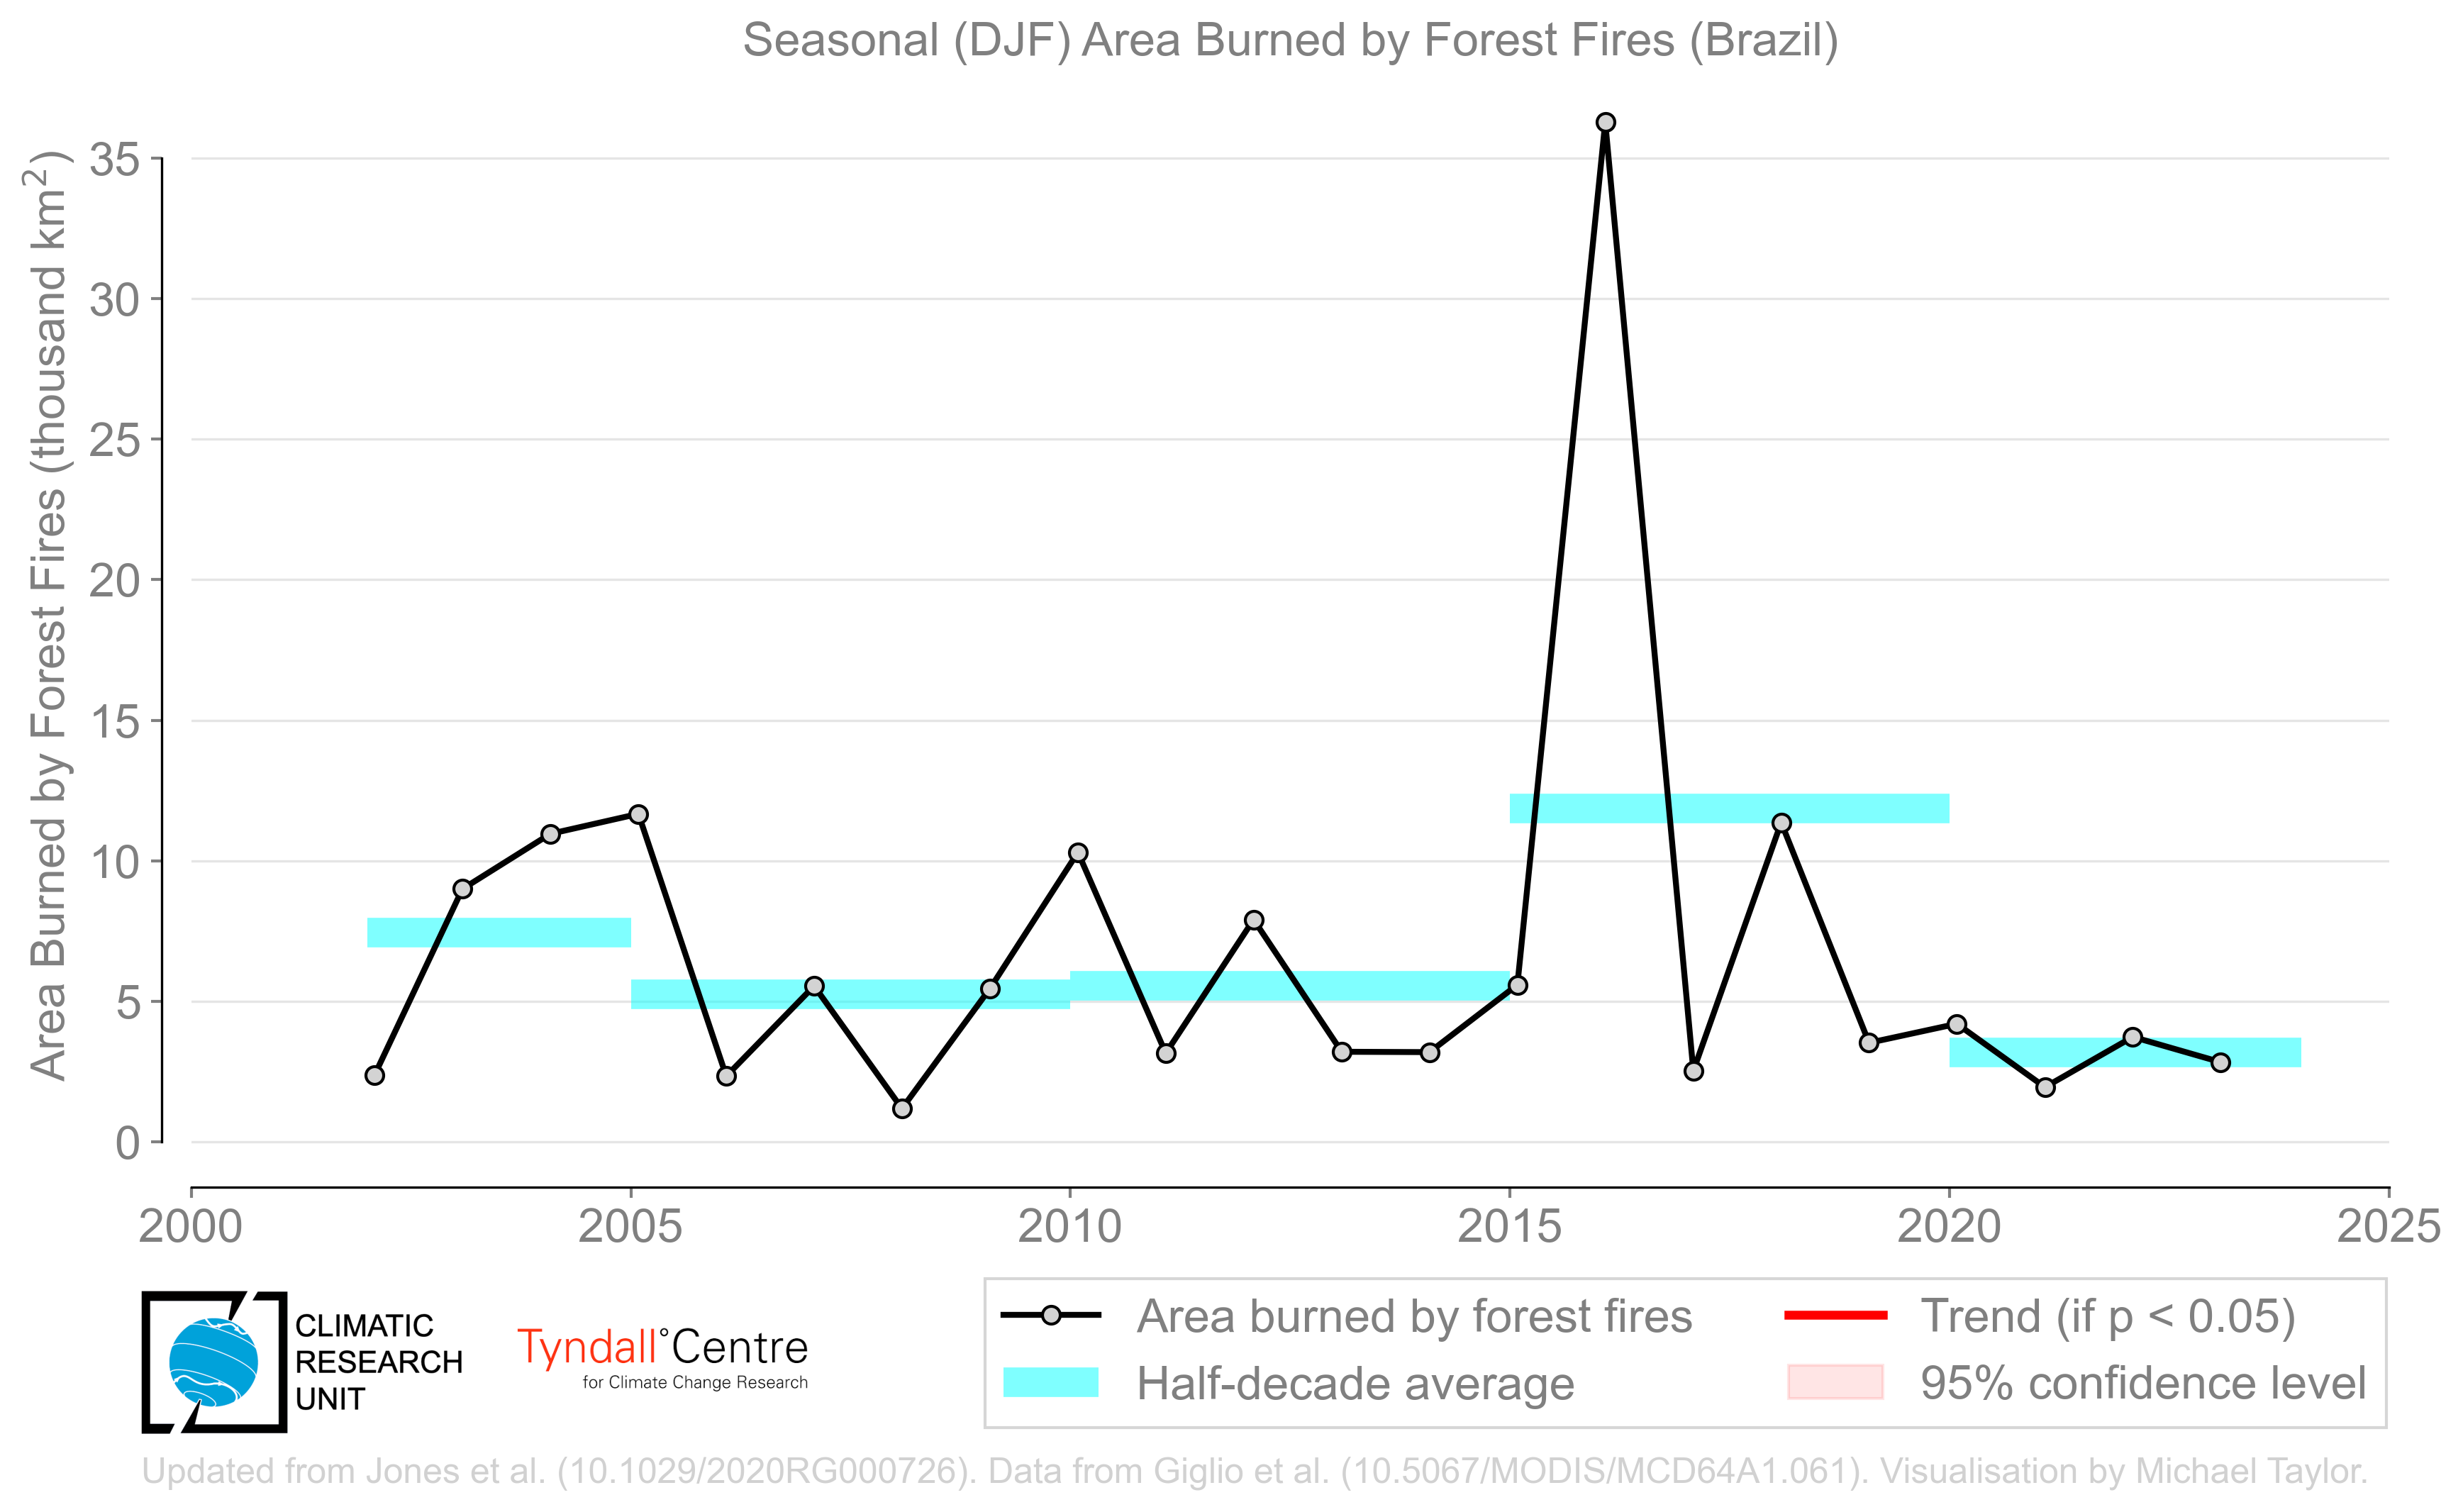 Seasonal (DJF) Area Burned by Forest Fires (Brazil)
Area Burned by Forest Fires (thousand km²)
35
30
25
20
15
10
5
0
2000 2005 2010 2015 2020 2025
CLIMATIC
RESEARCH
UNIT
Tyndall°Centre
for Climate Change Research
Area burned by forest fires
Half-decade average
Trend (if p < 0.05)
95% confidence level
Updated from Jones et al. (10.1029/2020RG000726). Data from Giglio et al. (10.5067/MODIS/MCD64A1.061). Visualisation by Michael Taylor.